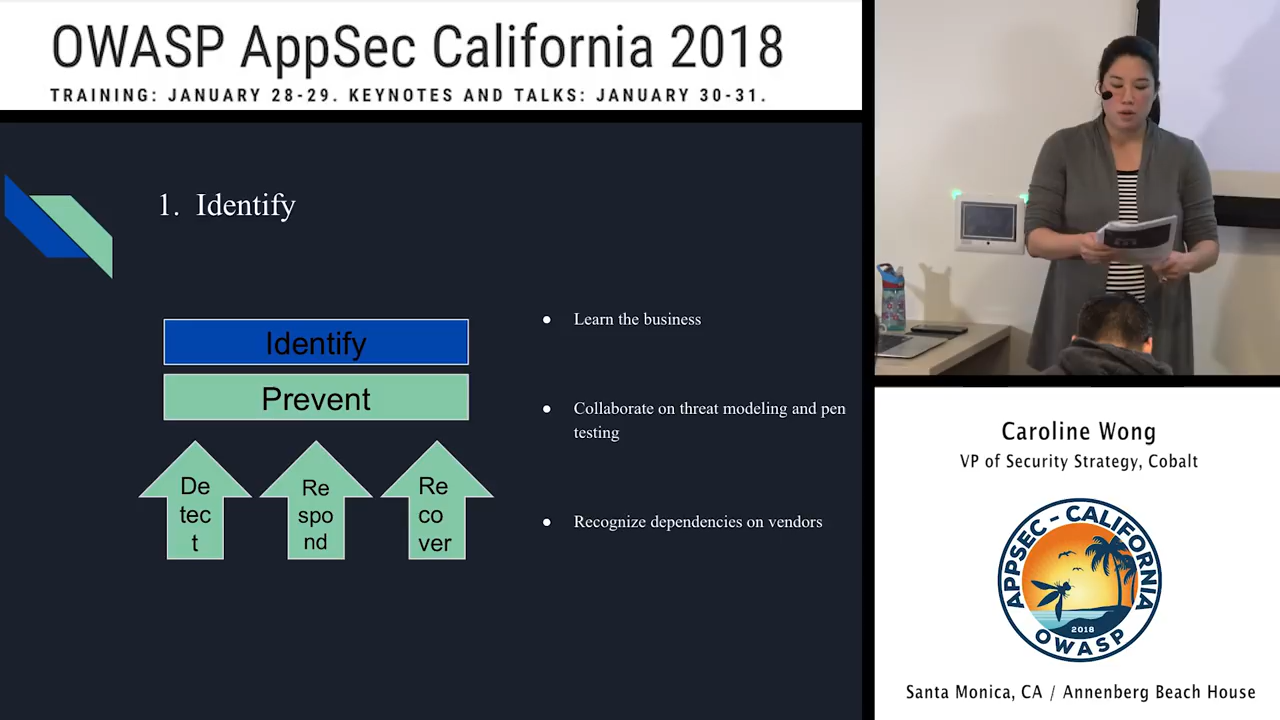 OWASP AppSec California 2018
TRAINING: JANUARY 28-29. KEYNOTES AND TALKS: JANUARY 30-31.
1. Identify
Identify
Prevent
De
tec
t
Re
spo
nd
Re
co
ver
● Learn the business
● Collaborate on threat modeling and pen
testing
● Recognize dependencies on vendors
Caroline Wong
VP of Security Strategy, Cobalt
APPSEC - CALIFORNIA
2018
OWASP
Santa Monica, CA / Annenberg Beach House